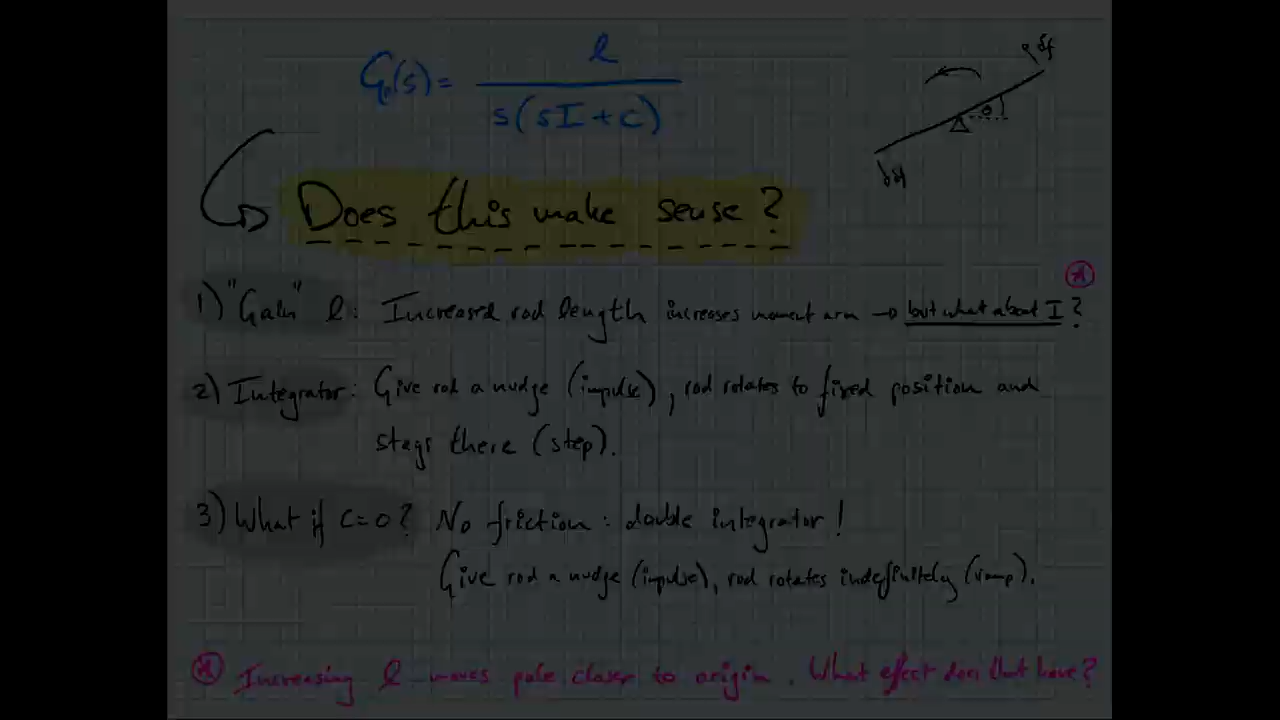 Gp(s) = l / s(sI + c)
δf
θ
δf
Does this make sense?
*
1) "Gain" l: Increased rod length increases moment arm → but what about I?
2) Integrator: Give rod a nudge (impulse), rod rotates to fixed position and
stays there (step).
3) What if c=0? No friction: double integrator!
Give rod a nudge (impulse), rod rotates indefinitely (ramp).
* Increasing l moves pole closer to origin. What effect does that have?